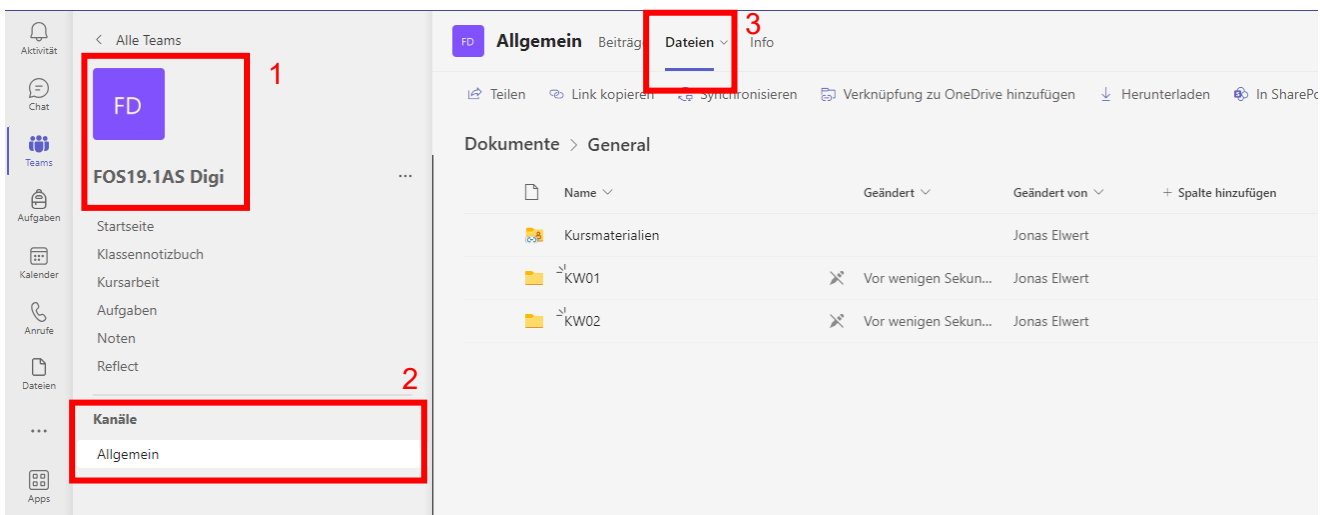 Aktivität
Chat
Teams
Aufgaben
Kalender
Anrufe
Dateien
Apps
Alle Teams
1
FD
FOS19.1AS Digi
Startseite
Klassennotizbuch
Kursarbeit
Aufgaben
Noten
Reflect
2
Kanäle
Allgemein
FD Allgemein Beiträg Dateien 3 Info
Teilen Link kopieren Synchronisieren Verknüpfung zu OneDrive hinzufügen Herunterladen In SharePo
Dokumente > General
Name Geändert Geändert von + Spalte hinzufügen
Kursmaterialien Jonas Elwert
KW01 Vor wenigen Sekun... Jonas Elwert
KW02 Vor wenigen Sekun... Jonas Elwert